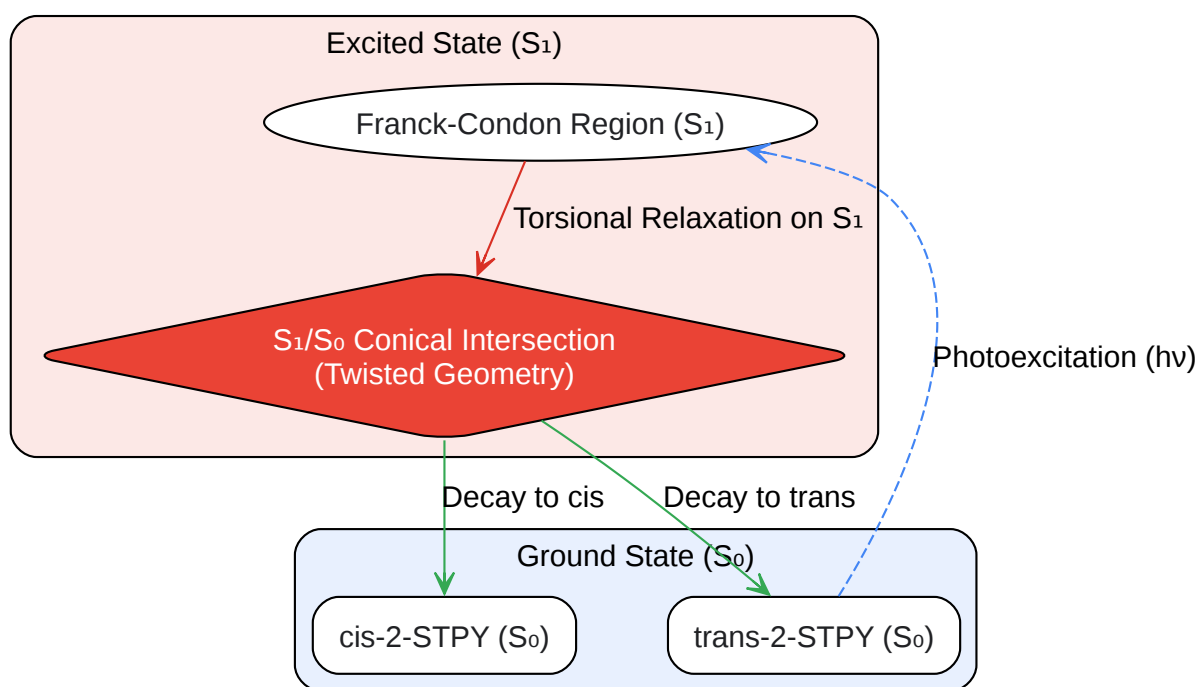 Excited State (S₁)
Franck-Condon Region (S₁)
Torsional Relaxation on S₁
S₁/S₀ Conical Intersection
(Twisted Geometry)
Photoexcitation (hν)
Decay to cis
Decay to trans
Ground State (S₀)
cis-2-STPY (S₀)
trans-2-STPY (S₀)